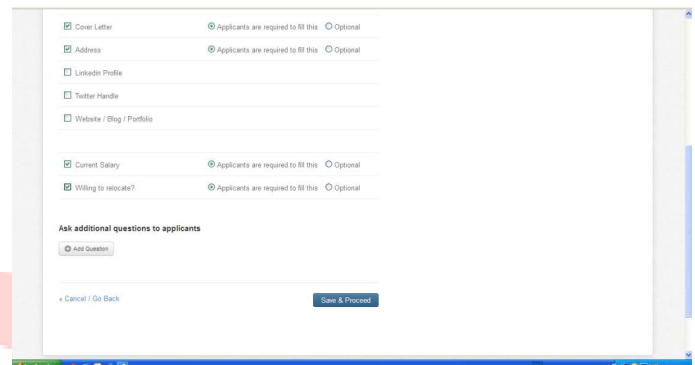 Cover Letter Applicants are required to fill this Optional
Address Applicants are required to fill this Optional
Linkedin Profile
Twitter Handle
Website / Blog / Portfolio
Current Salary Applicants are required to fill this Optional
Willing to relocate? Applicants are required to fill this Optional
Ask additional questions to applicants
Add Question
« Cancel / Go Back Save & Proceed